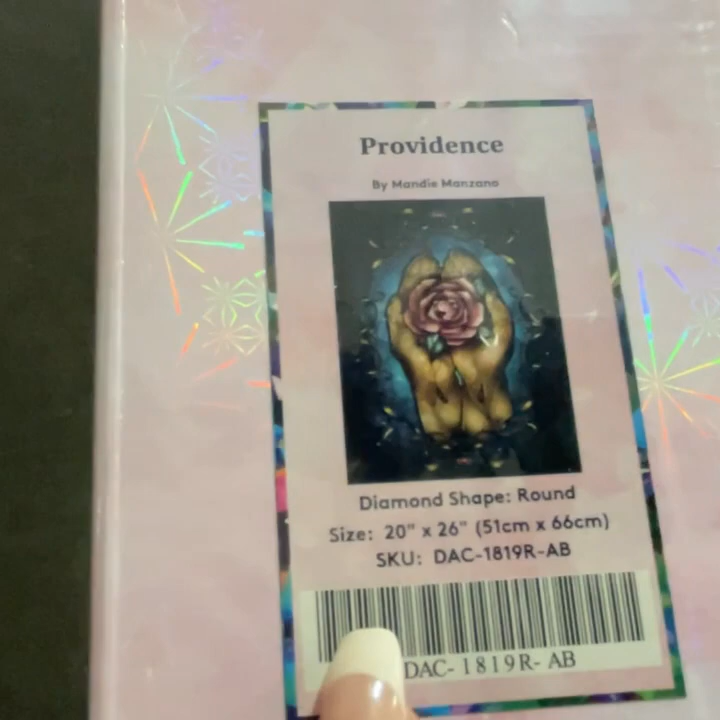 Providence
By Mandie Manzano
Diamond Shape: Round
Size: 20" x 26" (51cm x 66cm)
SKU: DAC-1819R-AB
DAC- 1819R- AB